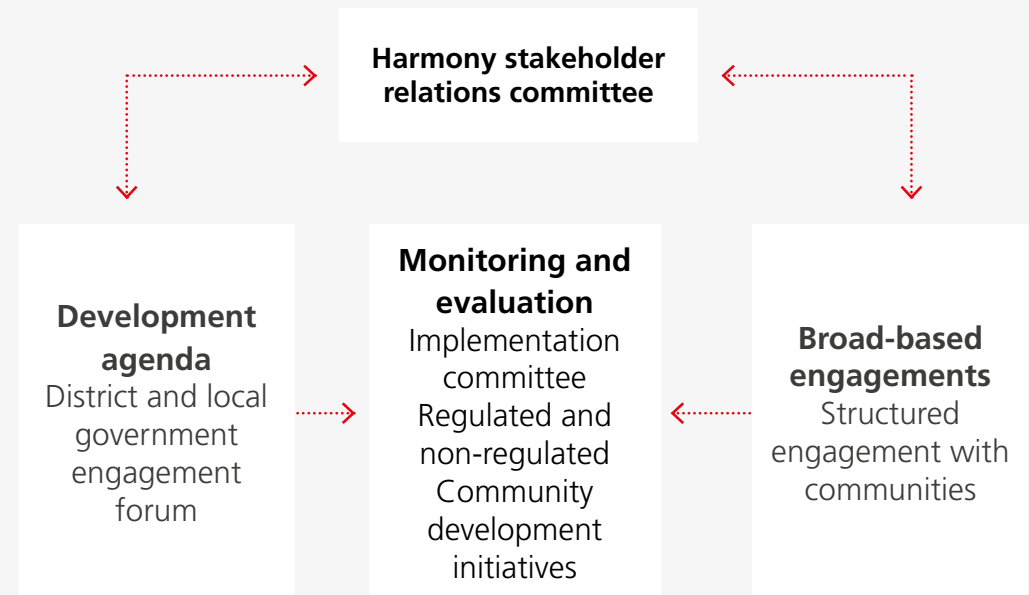 Harmony stakeholder
relations committee
Development
agenda
District and local
government
engagement
forum
Monitoring and
evaluation
Implementation
committee
Regulated and
non-regulated
Community
development
initiatives
Broad-based
engagements
Structured
engagement with
communities